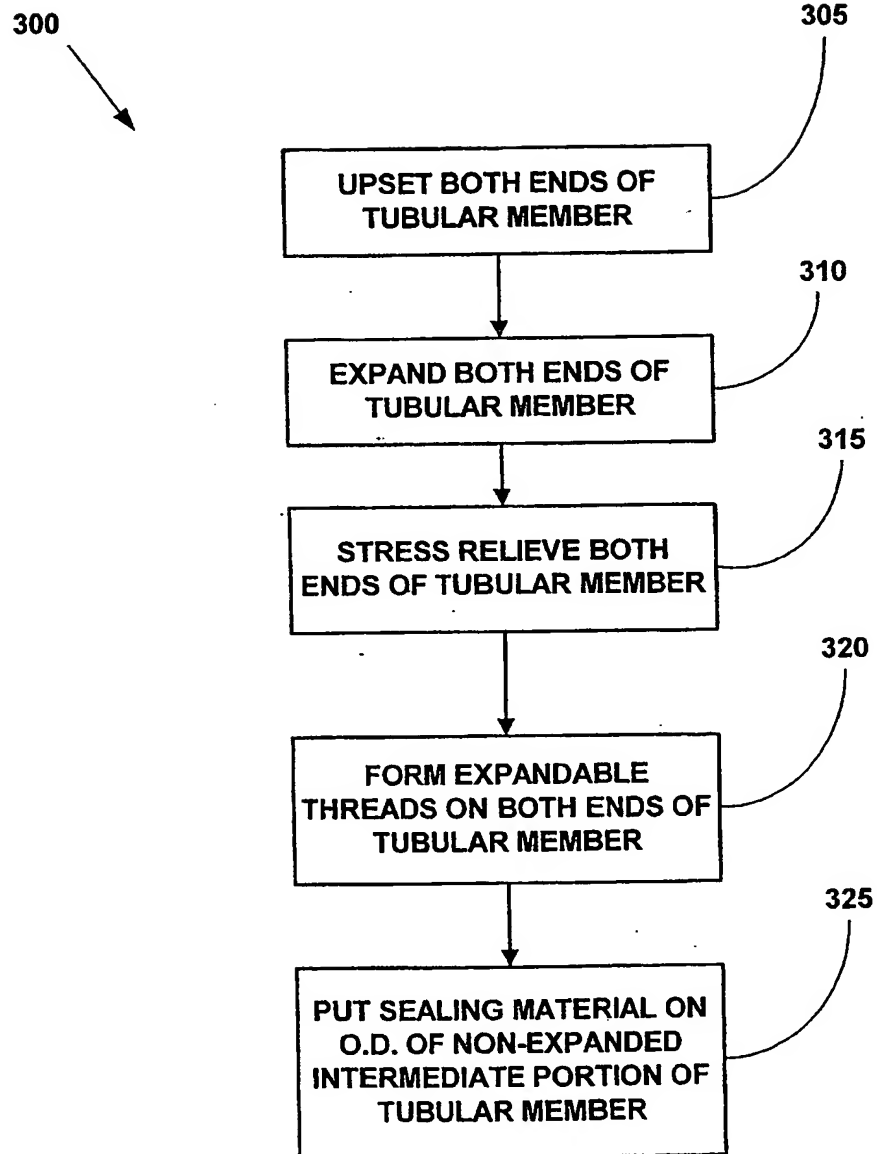 300
305
UPSET BOTH ENDS OF
TUBULAR MEMBER
310
EXPAND BOTH ENDS OF
TUBULAR MEMBER
315
STRESS RELIEVE BOTH
ENDS OF TUBULAR MEMBER
320
FORM EXPANDABLE
THREADS ON BOTH ENDS OF
TUBULAR MEMBER
325
PUT SEALING MATERIAL ON
O.D. OF NON-EXPANDED
INTERMEDIATE PORTION OF
TUBULAR MEMBER